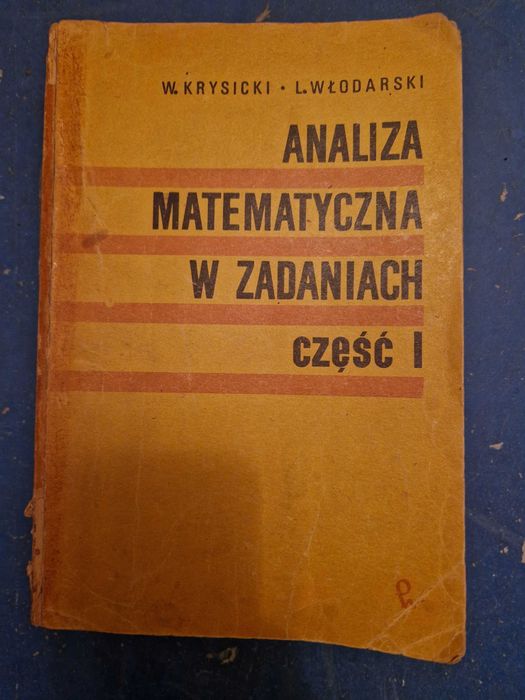 W. KRYSICKI • L. WŁODARSKI
ANALIZA
MATEMATYCZNA
W ZADANIACH
część I